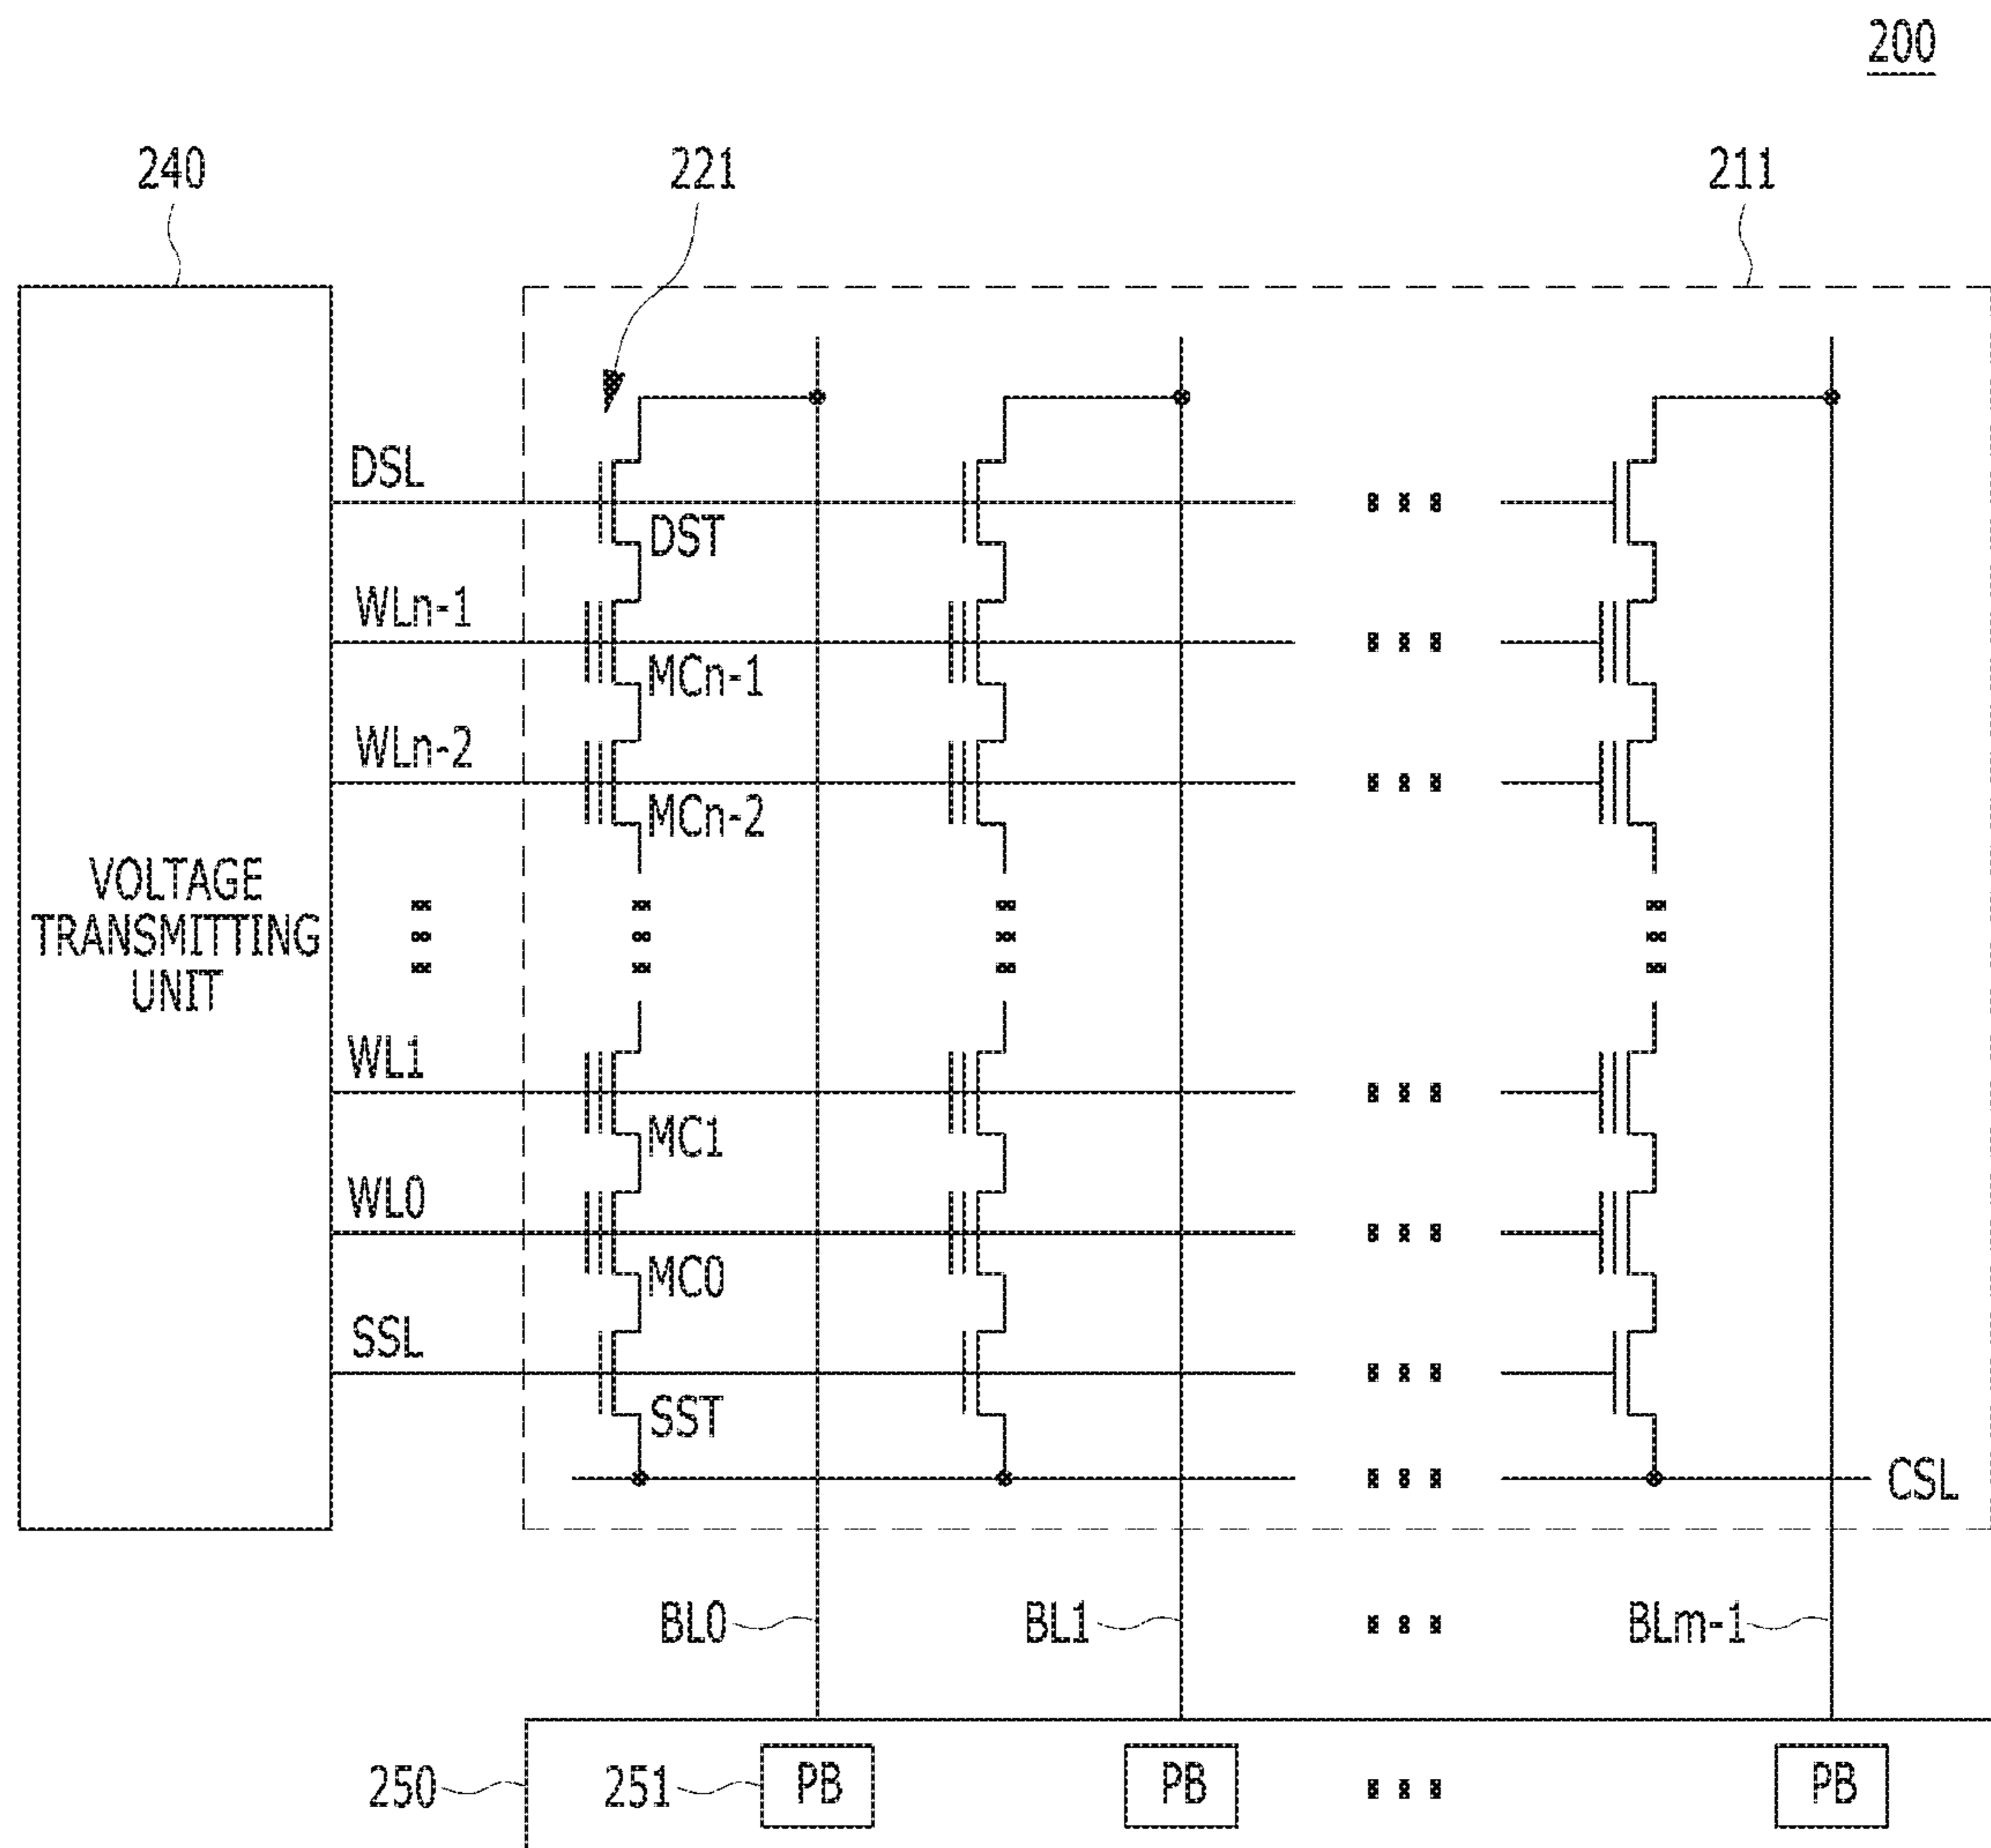 200
240
221
211
DSL
DST
WLn-1
MCn-1
WLn-2
MCn-2
VOLTAGE
TRANSMITTING
UNIT
WL1
MC1
WL0
MC0
SSL
SST
CSL
BL0
BL1
BLm-1
250
251
PB
PB
PB